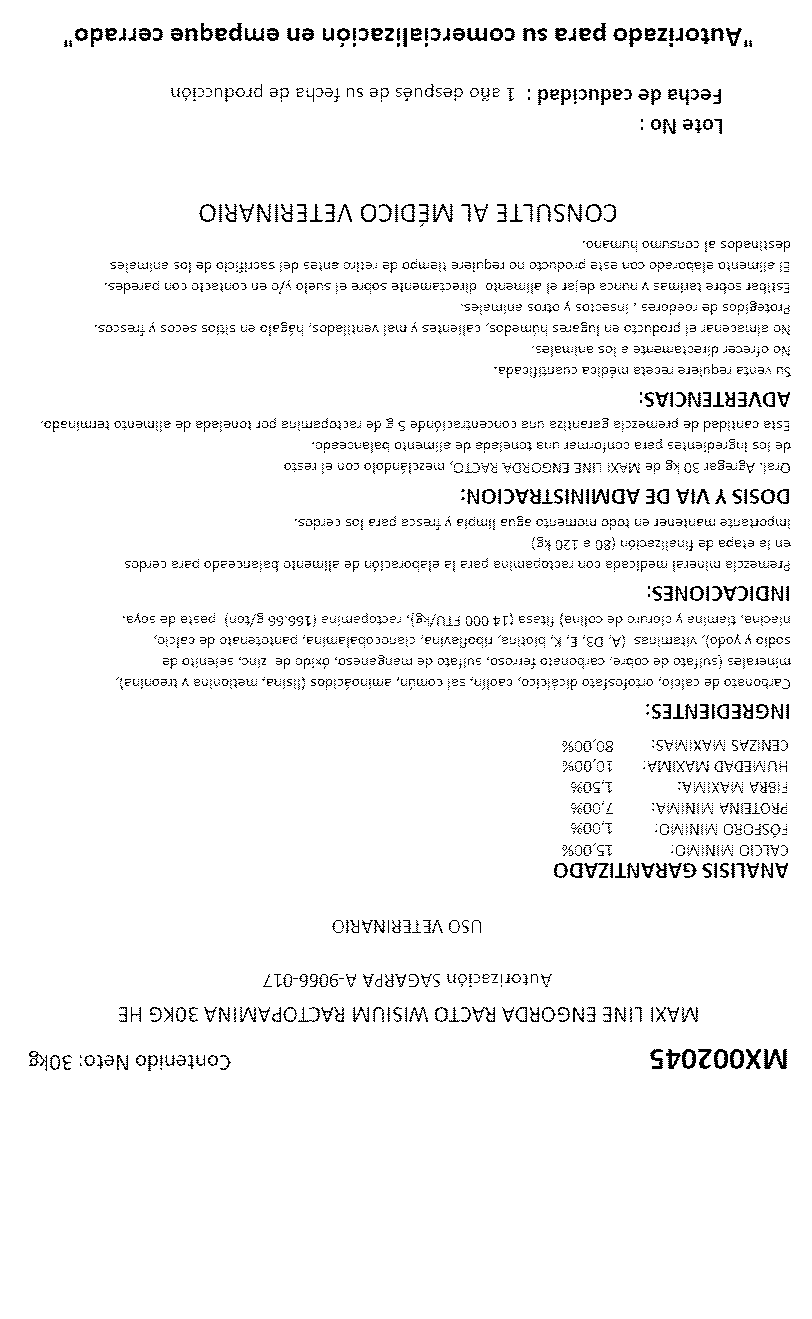 MX002045 Contenido Neto: 30kg
MAXI LINE ENGORDA RACTO WISIUM RACTOPAMINA 30KG HE
Autorización SAGARPA A-9066-017
USO VETERINARIO
ANALISIS GARANTIZADO
CALCIO MINIMO: 15,00%
FÓSFORO MINIMO: 1,00%
PROTEINA MINIMA: 7,00%
FIBRA MAXIMA: 1,50%
HUMEDAD MAXIMA: 10,00%
CENIZAS MAXIMAS: 80,00%
INGREDIENTES:
Carbonato de calcio, ortofosfato dicálcico, caolín, sal común, aminoácidos (lisina, metionina y treonina),
minerales (sulfato de cobre, carbonato ferroso, sulfato de manganeso, óxido de zinc, selenito de
sodio y yodo), vitaminas (A, D3, E, K, biotina, riboflavina, cianocobalamina, pantotenato de calcio,
niacina, tiamina y cloruro de colina) fitasa (14 000 FTU/kg), ractopamina (166.66 g/ton) pasta de soya.
INDICACIONES:
Premezcla mineral medicada con ractopamina para la elaboración de alimento balanceado para cerdos
en la etapa de finalización (80 a 120 kg)
Importante mantener en todo momento agua limpia y fresca para los cerdos.
DOSIS Y VIA DE ADMINISTRACION:
Oral. Agregar 30 kg de MAXI LINE ENGORDA RACTO, mezclándolo con el resto
de los ingredientes para conformar una tonelada de alimento balanceado.
Esta cantidad de premezcla garantiza una concentraciónde 5 g de ractopamina por tonelada de alimento terminado.
ADVERTENCIAS:
Su venta requiere receta médica cuantificada.
No ofrecer directamente a los animales.
No almacenar el producto en lugares húmedos, calientes y mal ventilados, hágalo en sitios secos y frescos.
Protegidos de roedores , insectos y otros animales.
Estibar sobre tarimas y nunca dejar el alimento directamente sobre el suelo y/o en contacto con paredes.
El alimento elaborado con este producto no requiere tiempo de retiro antes del sacrificio de los animales
destinados al consumo humano.
CONSULTE AL MÉDICO VETERINARIO
Lote No :
Fecha de caducidad : 1 año después de su fecha de producción
"Autorizado para su comercialización en empaque cerrado"